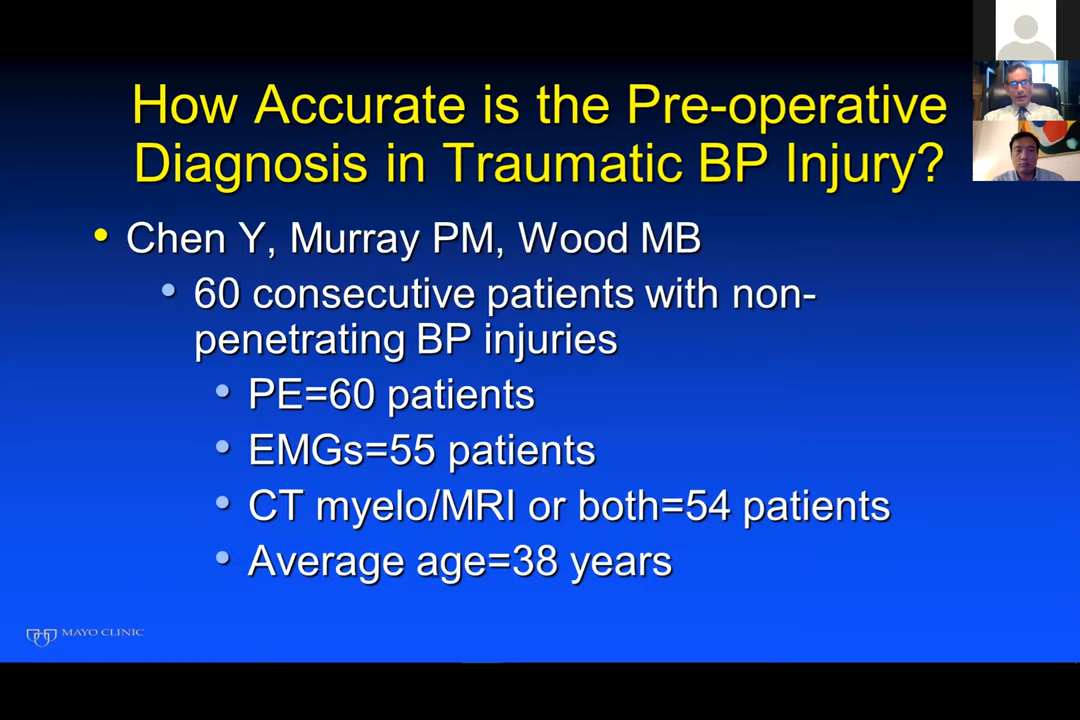 How Accurate is the Pre-operative
Diagnosis in Traumatic BP Injury?
• Chen Y, Murray PM, Wood MB
• 60 consecutive patients with non-
penetrating BP injuries
• PE=60 patients
• EMGs=55 patients
• CT myelo/MRI or both=54 patients
• Average age=38 years
MAYO CLINIC